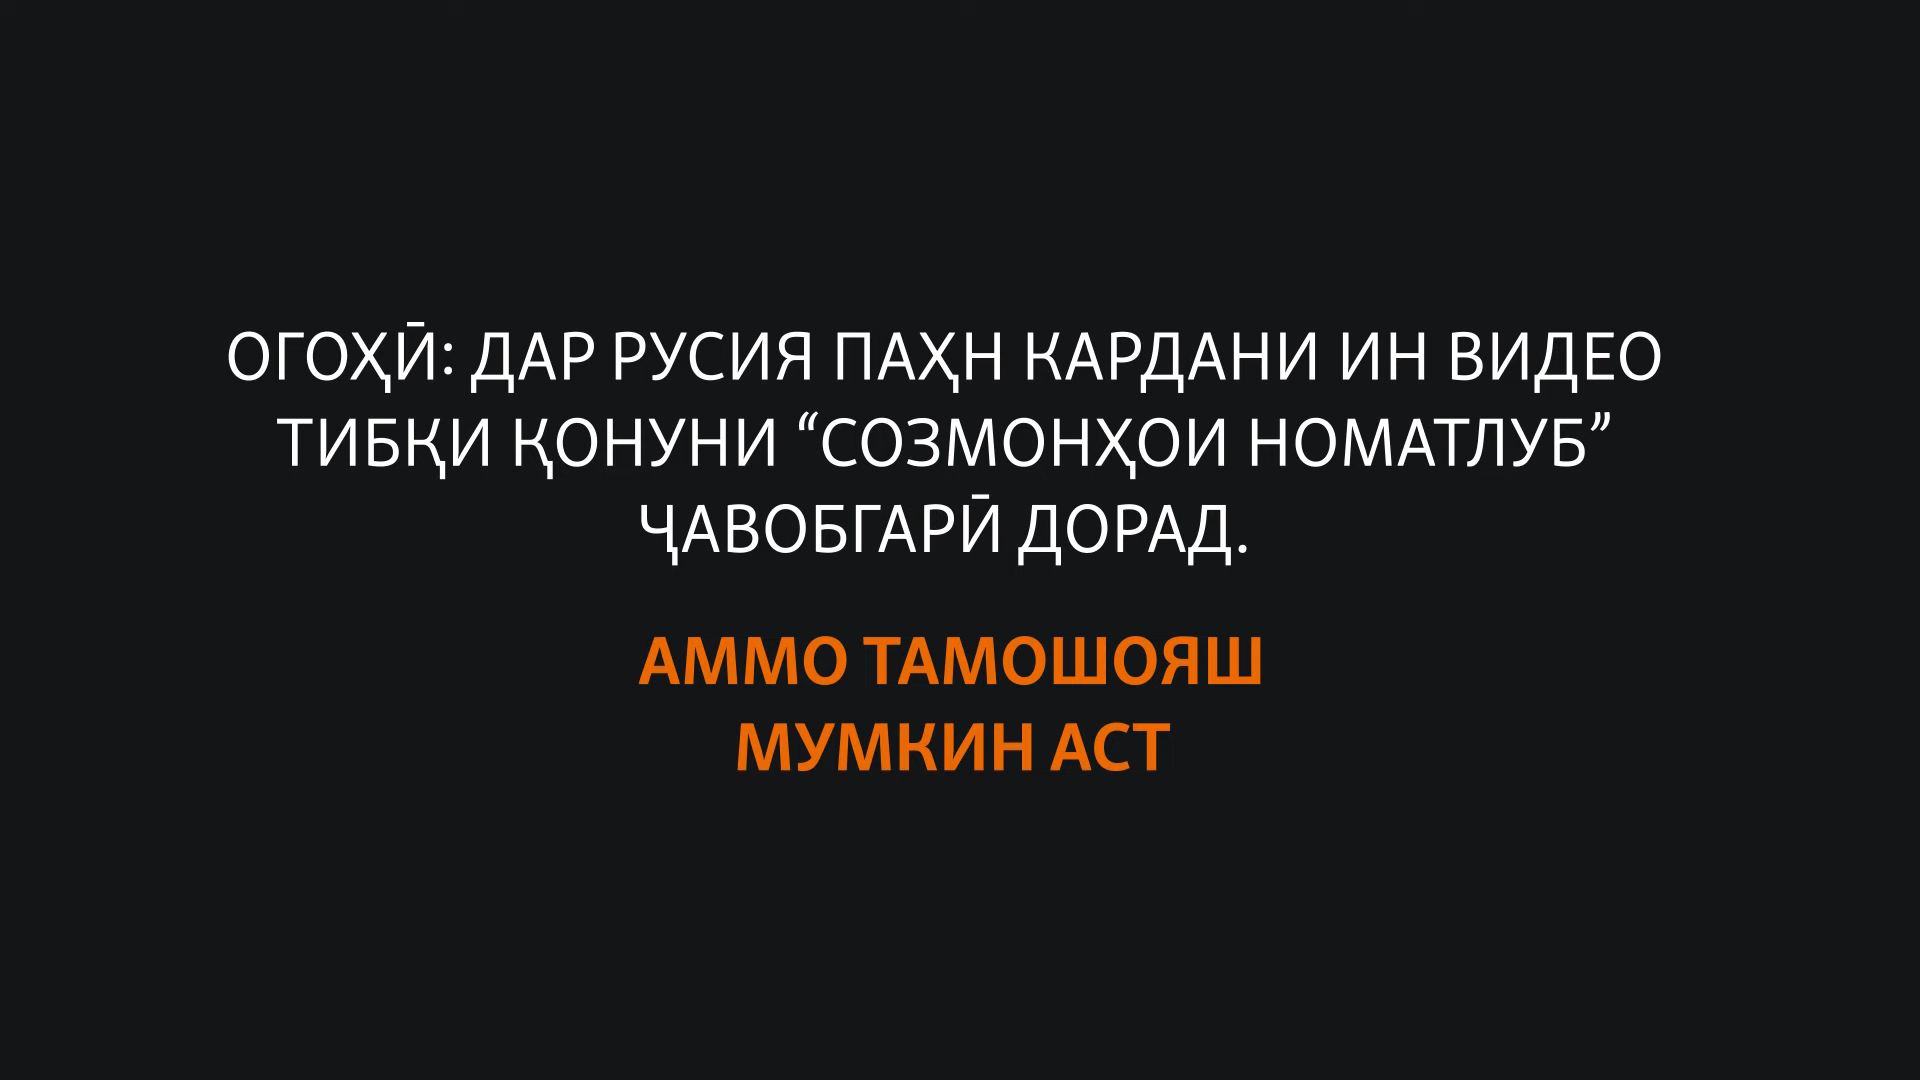 ОГОҲӢ: ДАР РУСИЯ ПАҲН КАРДАНИ ИН ВИДЕО
ТИБҚИ ҚОНУНИ “СОЗМОНҲОИ НОМАТЛУБ”
ҶАВОБГАРӢ ДОРАД.
АММО ТАМОШОЯШ
МУМКИН АСТ